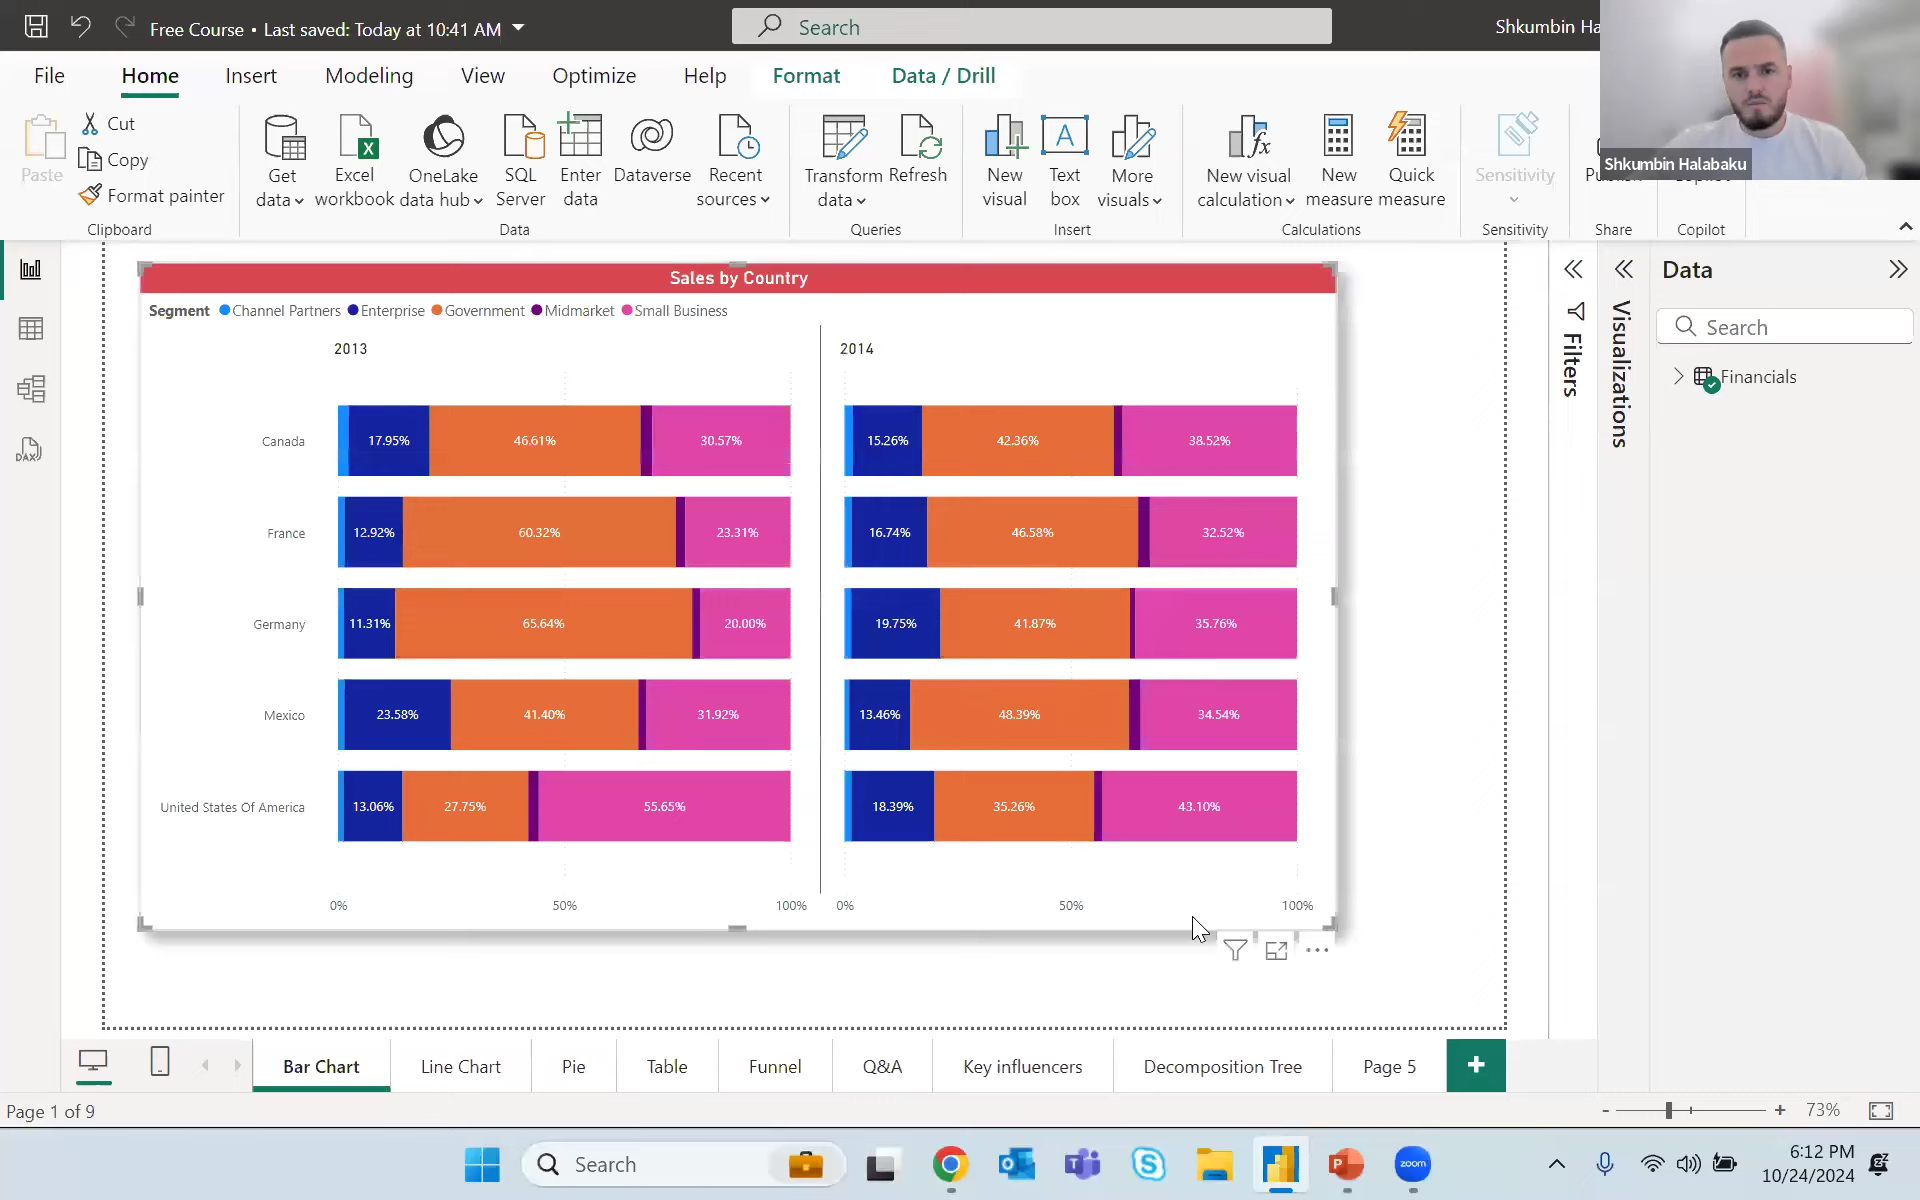 Free Course • Last saved: Today at 10:41 AM
Search
Shkumbin Ha
File Home Insert Modeling View Optimize Help Format Data / Drill
Paste
Cut
Copy
Format painter
Clipboard
Get data
Excel workbook
OneLake data hub
SQL Server
Enter data
Dataverse
Recent sources
Data
Transform data
Refresh
Queries
New visual
Text box
More visuals
Insert
New visual calculation
New measure
Quick measure
Calculations
Sensitivity
Sensitivity
Share
Copilot
Shkumbin Halabaku
DAX
Sales by Country
Segment Channel Partners Enterprise Government Midmarket Small Business
2013 2014
Canada 17.95% 46.61% 30.57% 15.26% 42.36% 38.52%
France 12.92% 60.32% 23.31% 16.74% 46.58% 32.52%
Germany 11.31% 65.64% 20.00% 19.75% 41.87% 35.76%
Mexico 23.58% 41.40% 31.92% 13.46% 48.39% 34.54%
United States Of America 13.06% 27.75% 55.65% 18.39% 35.26% 43.10%
0% 50% 100% 0% 50% 100%
Filters
Visualizations
Data
Search
Financials
Bar Chart Line Chart Pie Table Funnel Q&A Key influencers Decomposition Tree Page 5 +
Page 1 of 9
- + 73%
Search
zoom
6:12 PM
10/24/2024